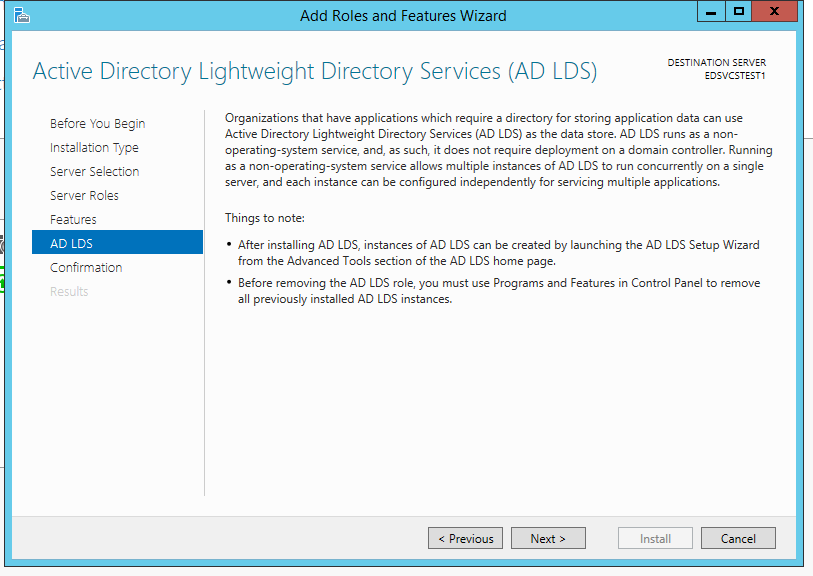 Add Roles and Features Wizard
Active Directory Lightweight Directory Services (AD LDS)
DESTINATION SERVER
EDSVCSTEST1
Before You Begin
Installation Type
Server Selection
Server Roles
Features
AD LDS
Confirmation
Results
Organizations that have applications which require a directory for storing application data can use
Active Directory Lightweight Directory Services (AD LDS) as the data store. AD LDS runs as a non-
operating-system service, and, as such, it does not require deployment on a domain controller. Running
as a non-operating-system service allows multiple instances of AD LDS to run concurrently on a single
server, and each instance can be configured independently for servicing multiple applications.
Things to note:
• After installing AD LDS, instances of AD LDS can be created by launching the AD LDS Setup Wizard
from the Advanced Tools section of the AD LDS home page.
• Before removing the AD LDS role, you must use Programs and Features in Control Panel to remove
all previously installed AD LDS instances.
< Previous
Next >
Install
Cancel